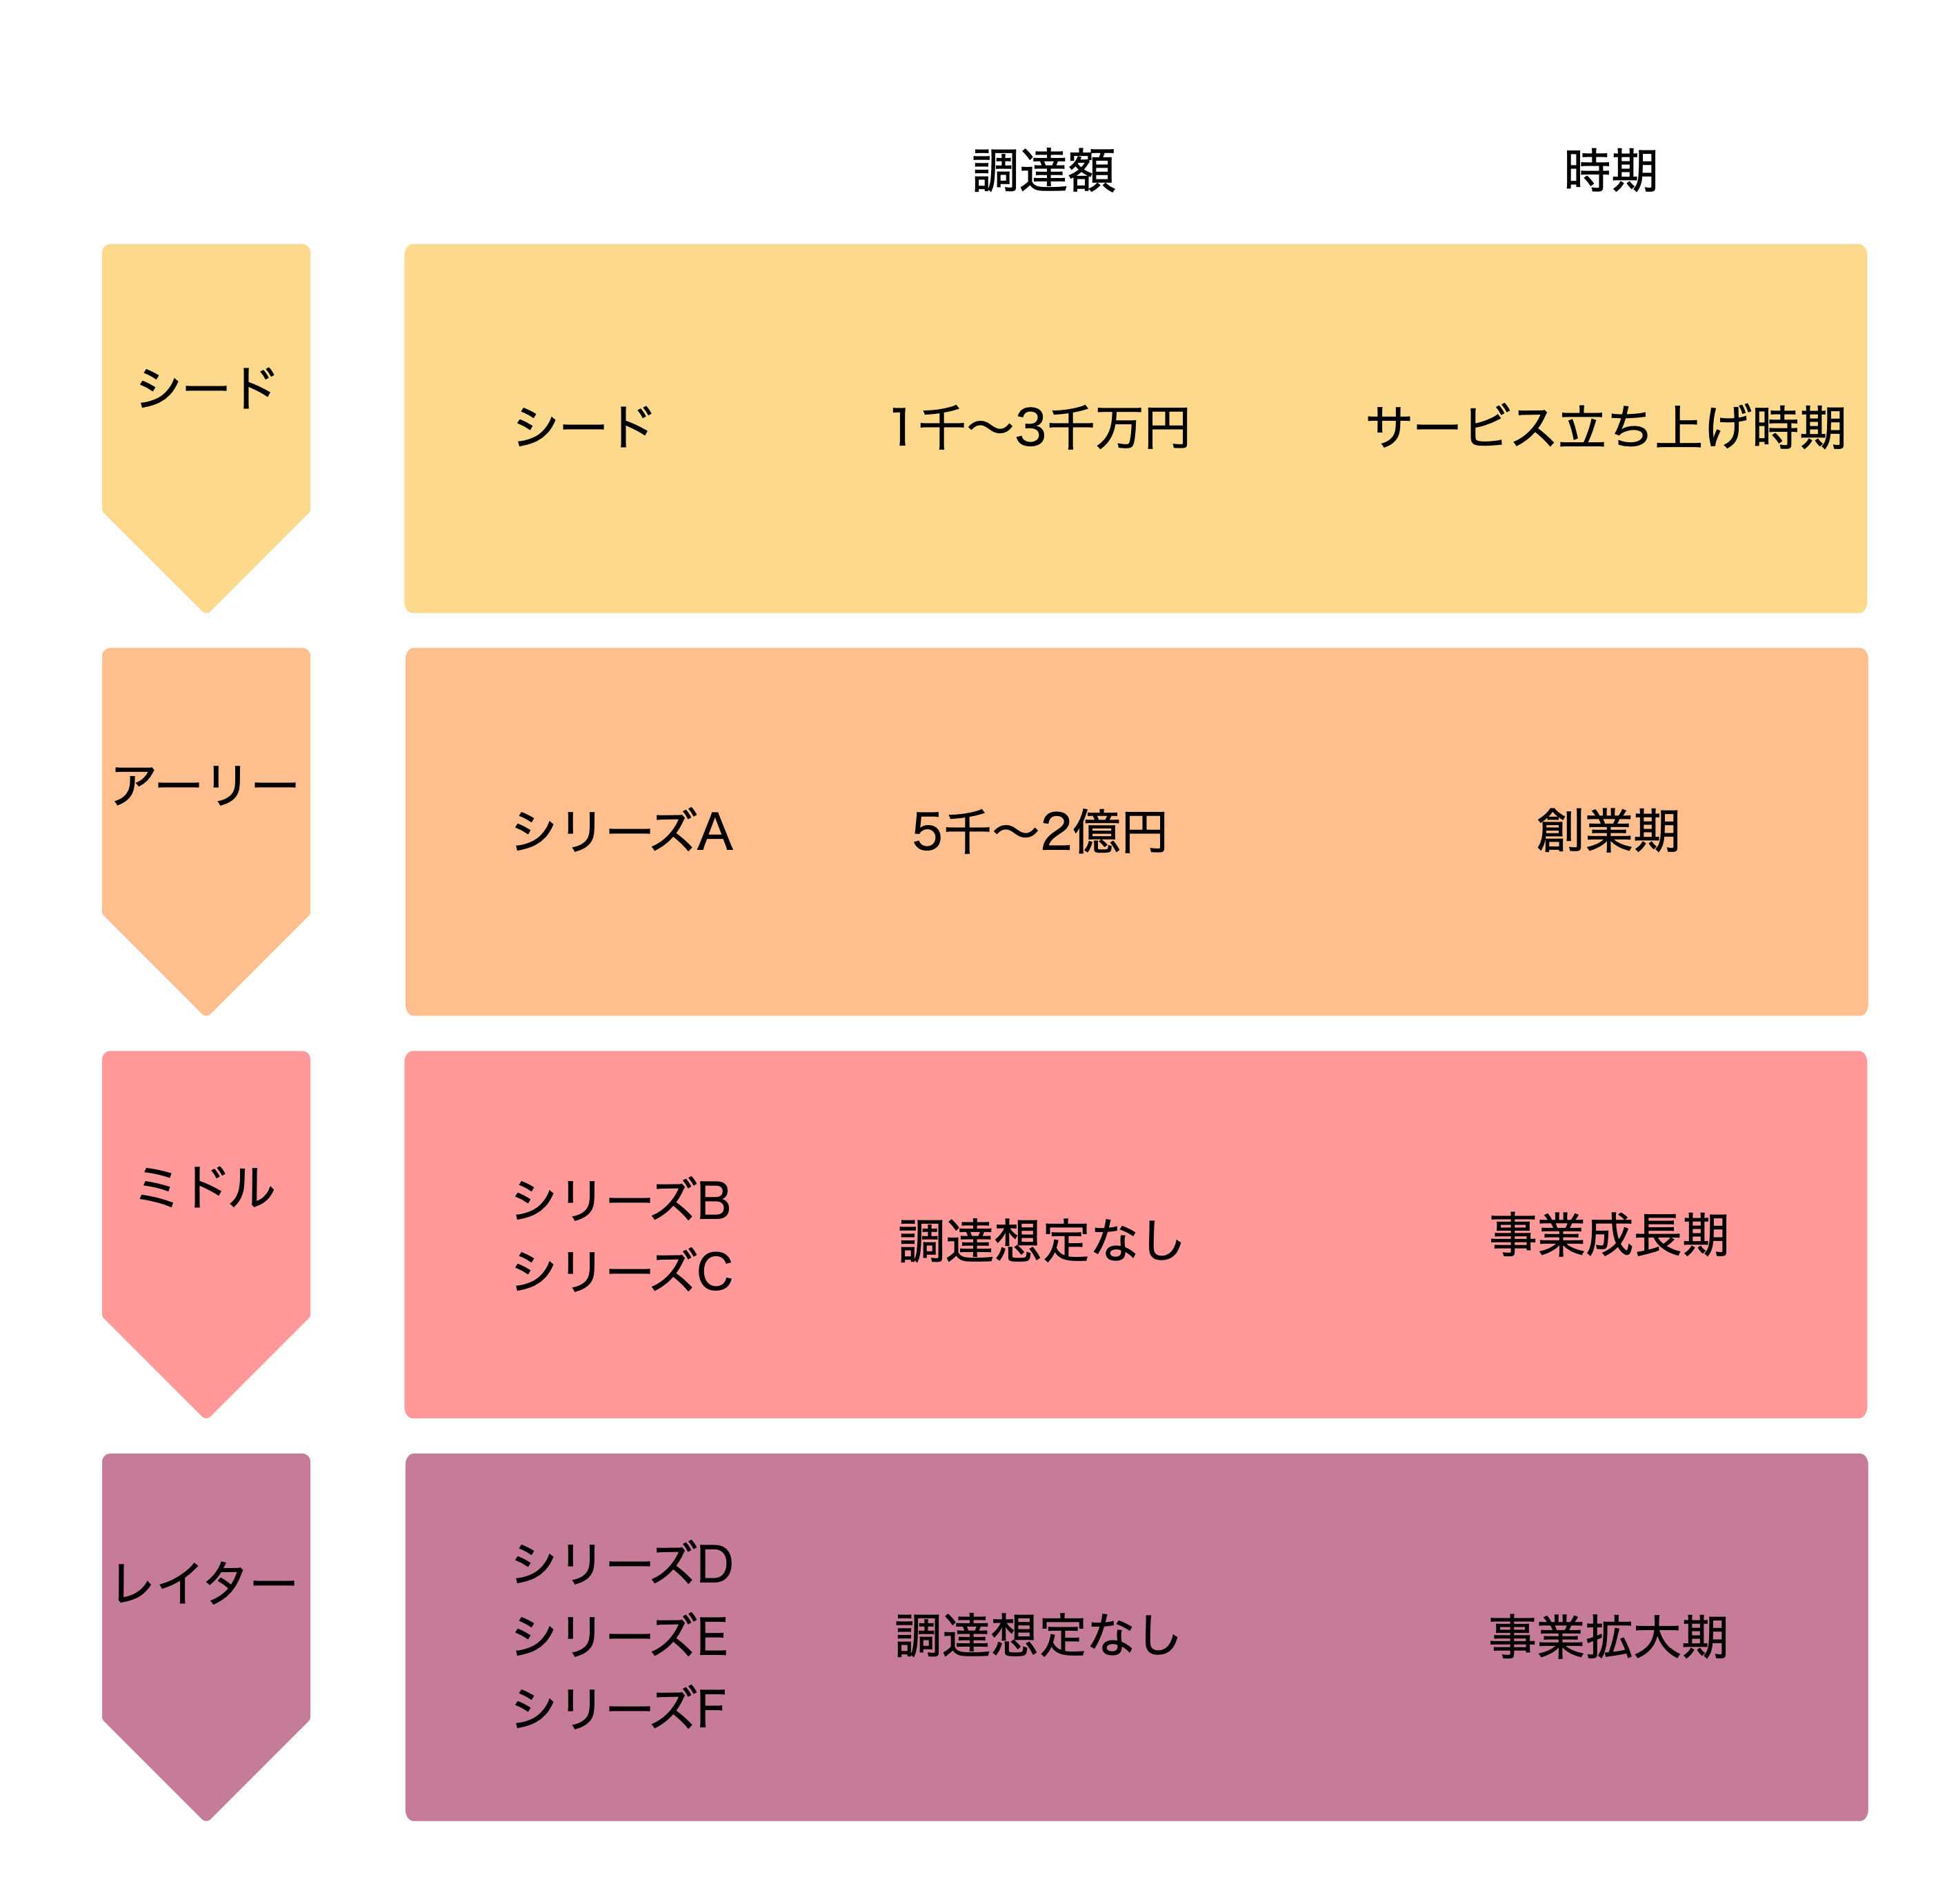 調達額
時期
シード
シード
1千〜3千万円
サービス立ち上げ時期
アーリー
シリーズA
5千〜2億円
創業期
ミドル
シリーズB
シリーズC
調達想定なし
事業成長期
レイター
シリーズD
シリーズE
シリーズF
調達想定なし
事業拡大期